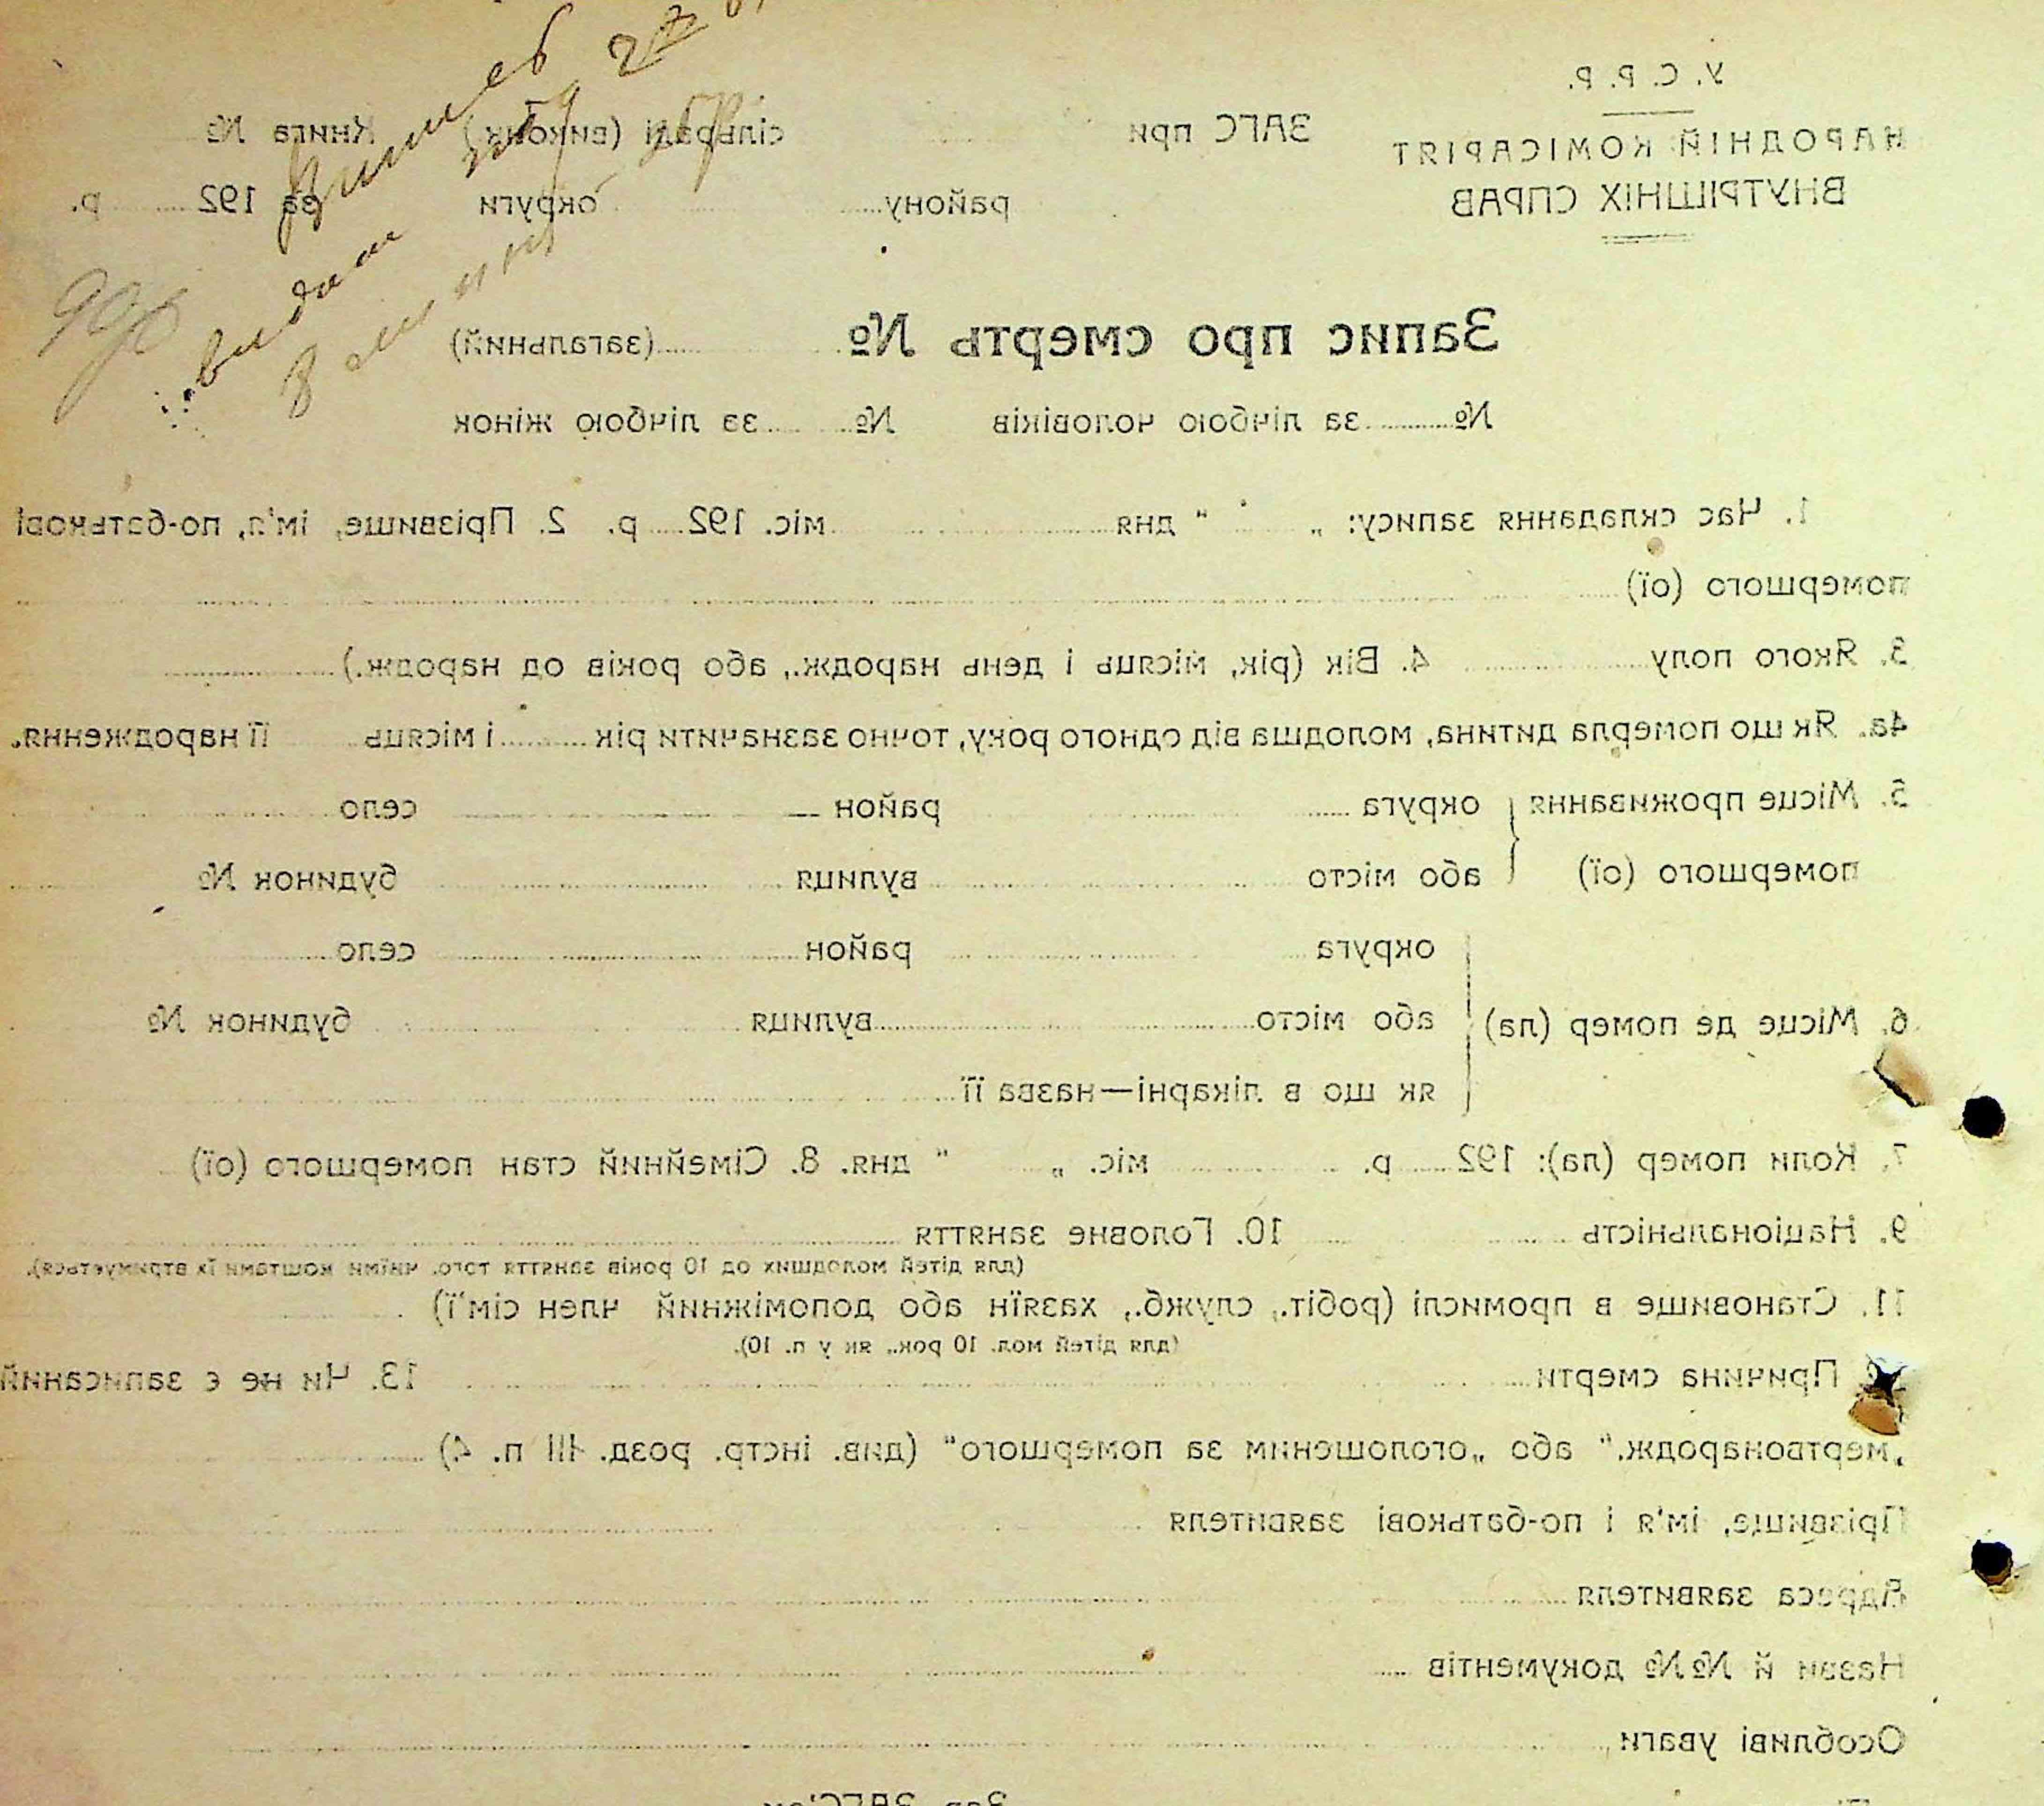 У. С. Р. Р.
НАРОДНІЙ КОМІСАРІЯТ
ВНУТРІШНІХ СПРАВ
ЗАГС при сільраді (виконк.) Книга №
району округи за 192 р.
Запис про смерть № (загальний)
№ за лічбою чоловіків № за лічбою жінок
1. Час складання запису: „ “ дня міс. 192 р. 2. Прізвище, ім'я, по-батькові
помершого (ої)
3. Якого полу 4. Вік (рік, місяць і день народж., або років од народж.)
4а. Як що померла дитина, молодша від одного року, точно зазначити рік і місяць її народження.
5. Місце проживання округа район село
помершого (ої) або місто вулиця будинок №
округа район село
6. Місце де помер (ла) або місто вулиця будинок №
як що в лікарні—назва її
7. Коли помер (ла): 192 р. міс. „ “ дня. 8. Сімейний стан помершого (ої)
9. Національність 10. Головне заняття
(для дітей молодших од 10 років заняття того, чиїми коштами їх втримується).
11. Становище в промислі (робіт., служб., хазяїн або допоміжний член сім'ї)
(для дітей мол. 10 рок., як у п. 10).
Причина смерти 13. Чи не є записаний
„мертвонародж.“ або „оголошеним за помершого“ (див. інстр. розд. III п. 4)
Прізвище, ім'я і по-батькові заявителя
Адреса заявителя
Назви й №№ документів
Особливі уваги